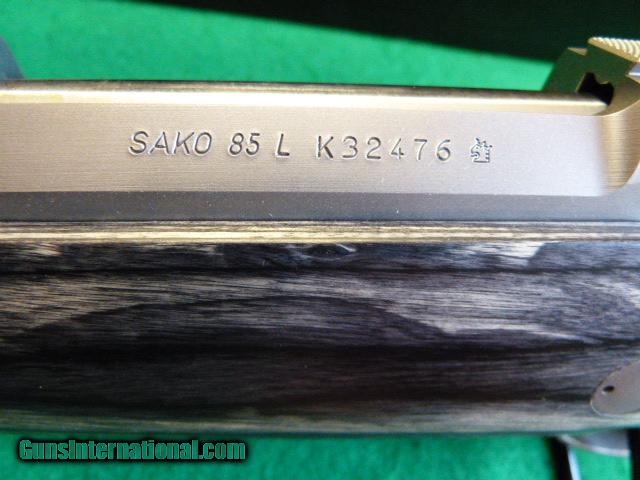 SAKO 85 L K32476
GunsInternational.com